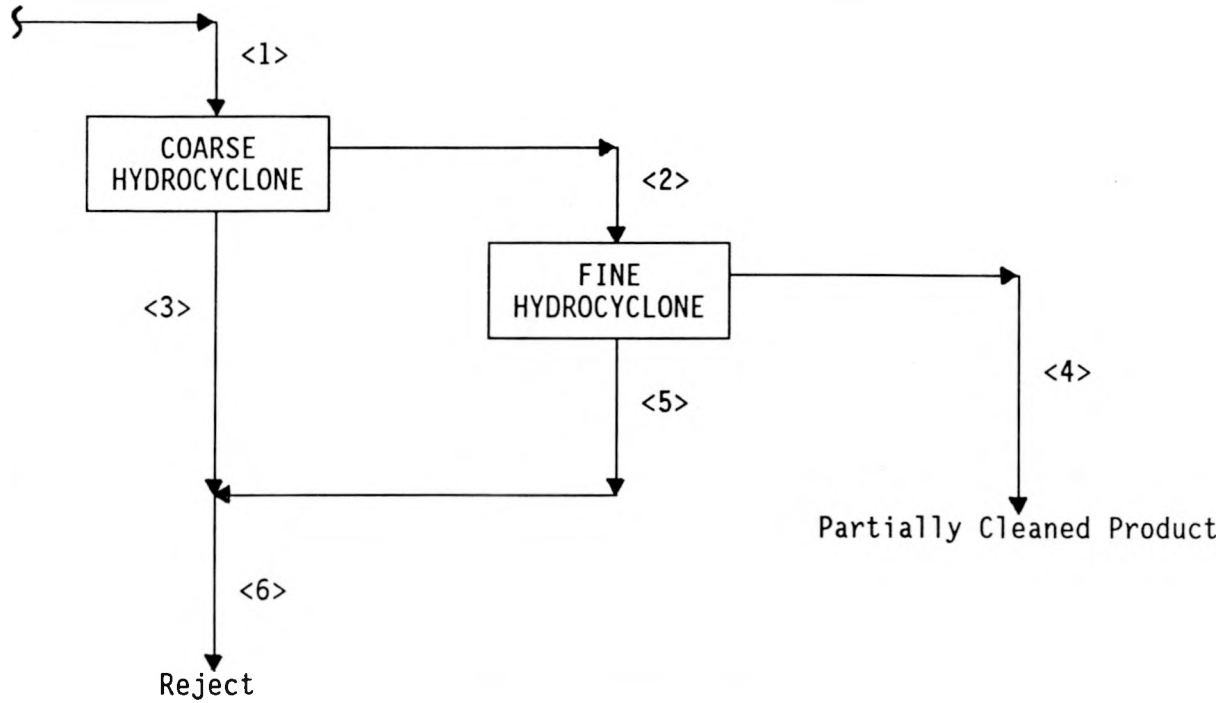 <1>
COARSE
HYDROCYCLONE
<2>
FINE
HYDROCYCLONE
<3>
<4>
<5>
Partially Cleaned Product
<6>
Reject